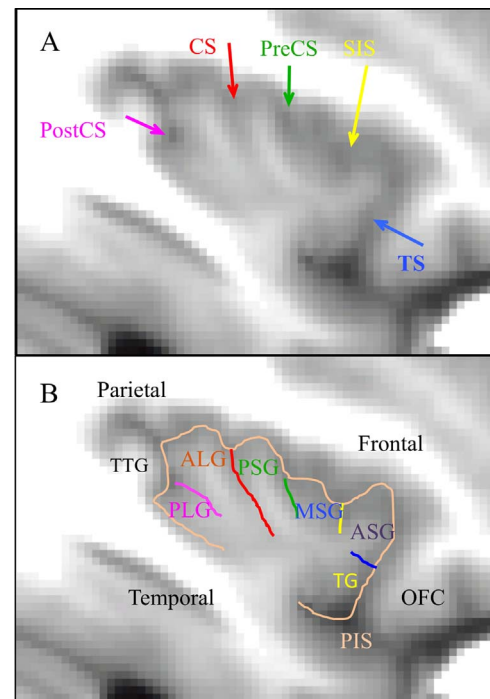 A
CS
PreCS
SIS
PostCS
TS
B
Parietal
Frontal
TTG
ALG
PSG
PLG
MSG
ASG
TG
Temporal
OFC
PIS